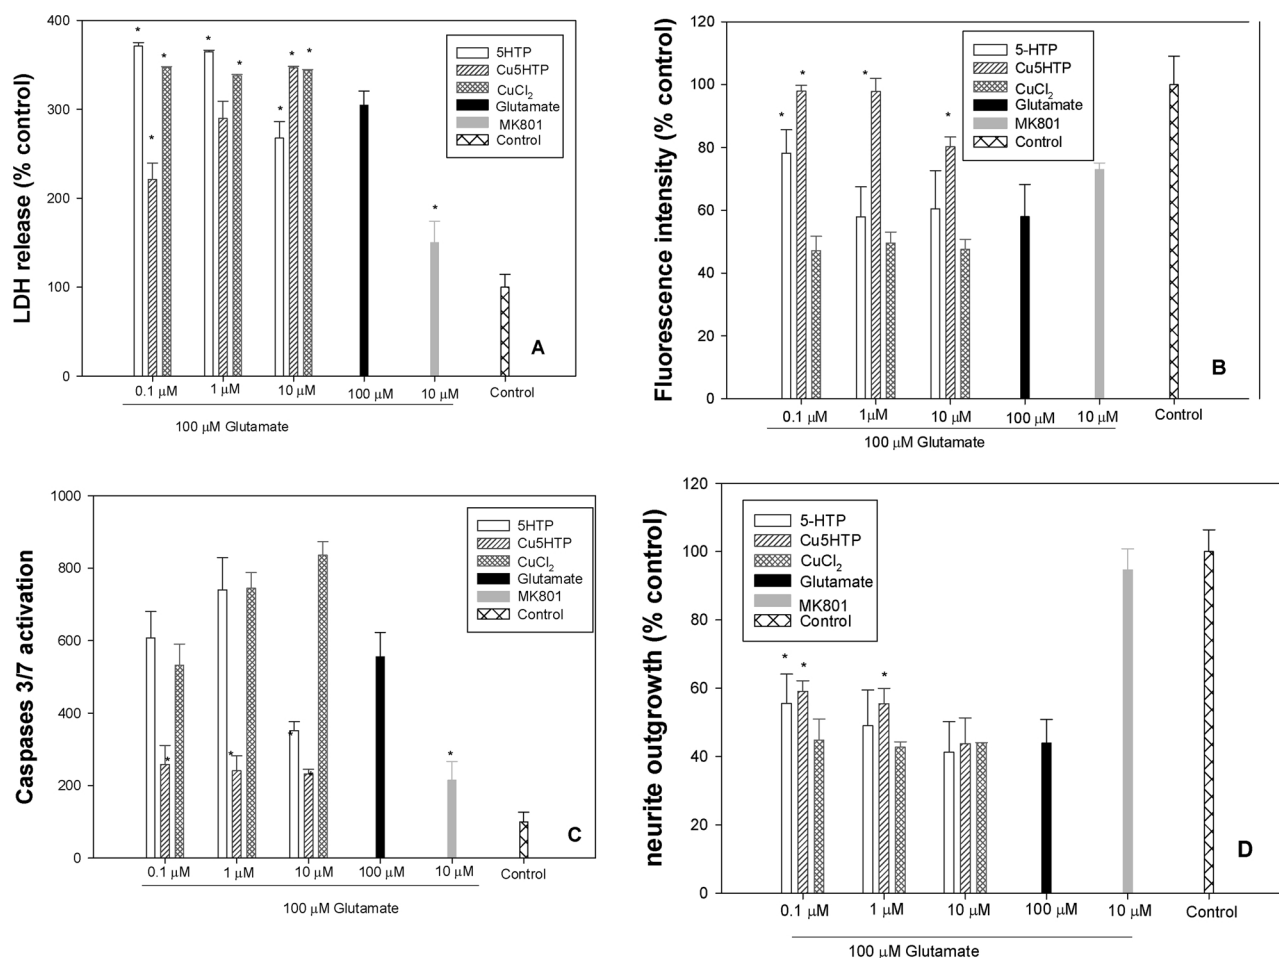 LDH release (% control)
400
300
200
100
0
*
*
*
*
*
*
*
*
*
5HTP
Cu5HTP
CuCl2
Glutamate
MK801
Control
A
0.1 µM
1 µM
10 µM
100 µM
10 µM
Control
100 µM Glutamate
Fluorescence intensity (% control)
120
100
80
60
40
20
0
*
*
*
*
5-HTP
Cu5HTP
CuCl2
Glutamate
MK801
Control
B
0.1 µM
1µM
10 µM
100 µM
10 µM
Control
100 µM Glutamate
Caspases 3/7 activation
1000
800
600
400
200
0
*
*
*
*
*
5HTP
Cu5HTP
CuCl2
Glutamate
MK801
Control
C
0.1 µM
1 µM
10 µM
100 µM
10 µM
Control
100 µM Glutamate
neurite outgrowth (% control)
120
100
80
60
40
20
0
5-HTP
Cu5HTP
CuCl2
Glutamate
MK801
Control
*
*
*
D
0.1 µM
1 µM
10 µM
100 µM
10 µM
Control
100 µM Glutamate